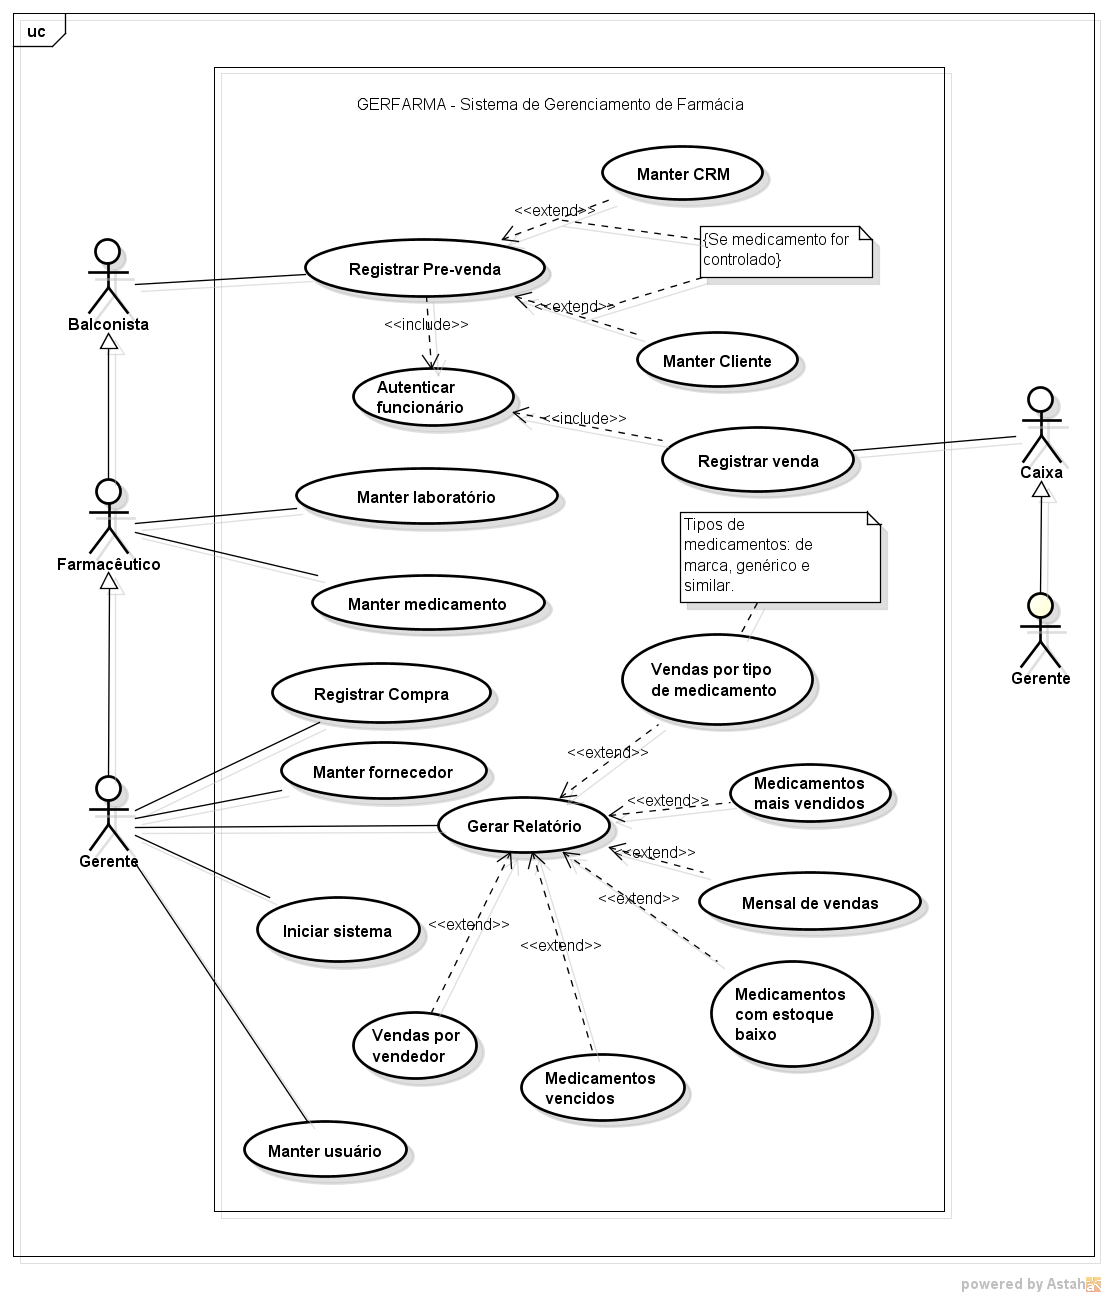 uc
GERFARMA - Sistema de Gerenciamento de Farmácia
Manter CRM
<<extend>>
{Se medicamento for
controlado}
Registrar Pre-venda
<<extend>>
Balconista
<<include>>
Manter Cliente
Autenticar
funcionário
<<include>>
Registrar venda
Caixa
Manter laboratório
Tipos de
medicamentos: de
marca, genérico e
similar.
Farmacêutico
Manter medicamento
Vendas por tipo
de medicamento
Gerente
Registrar Compra
<<extend>>
Manter fornecedor
Medicamentos
mais vendidos
<<extend>>
Gerar Relatório
<<extend>>
Gerente
<<extend>>
Mensal de vendas
<<extend>>
Iniciar sistema
<<extend>>
Medicamentos
com estoque
baixo
Vendas por
vendedor
Medicamentos
vencidos
Manter usuário
powered by Astah